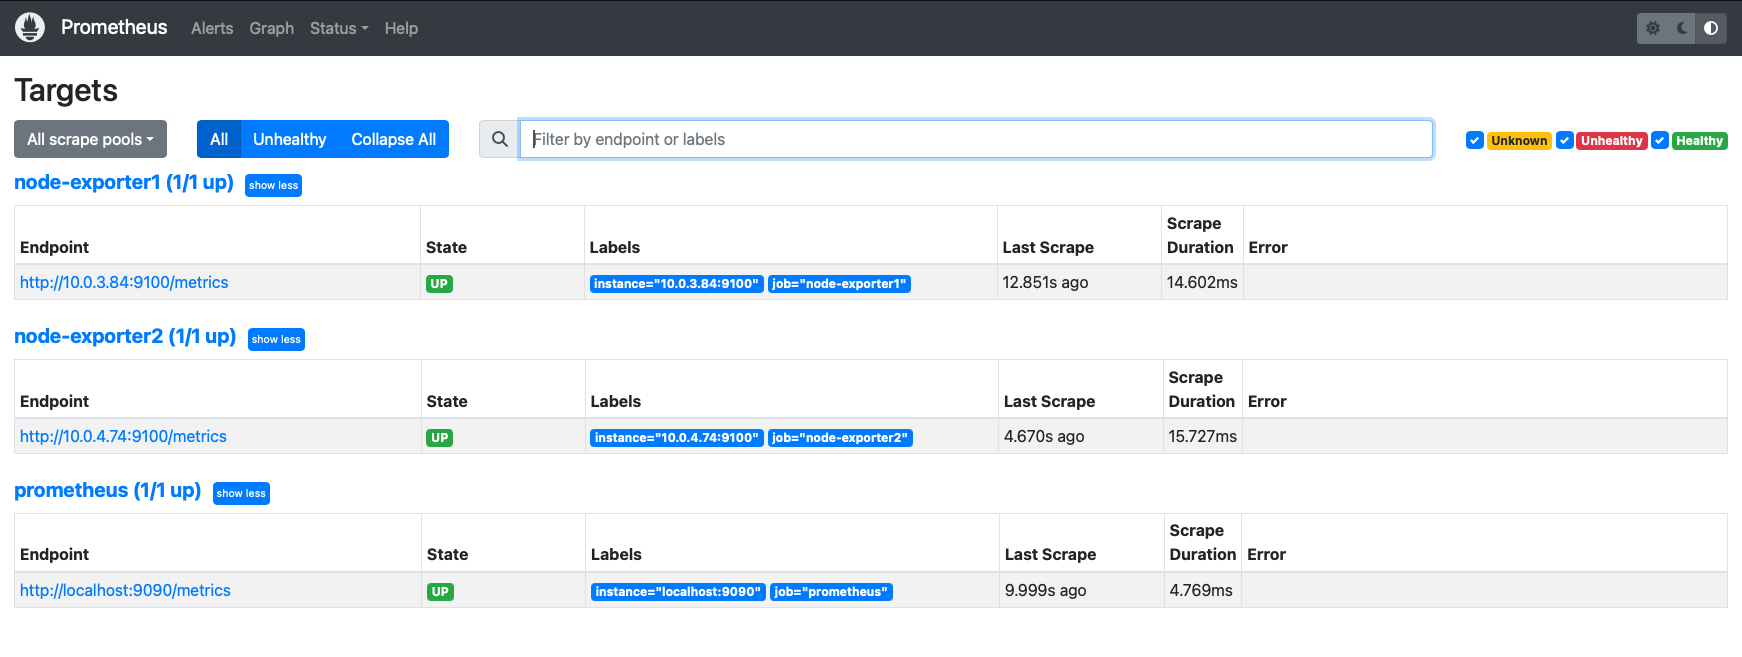 Prometheus Alerts Graph Status Help
Targets
All scrape pools All Unhealthy Collapse All Filter by endpoint or labels Unknown Unhealthy Healthy
node-exporter1 (1/1 up) show less
Endpoint State Labels Last Scrape Scrape Duration Error
http://10.0.3.84:9100/metrics UP instance="10.0.3.84:9100" job="node-exporter1" 12.851s ago 14.602ms
node-exporter2 (1/1 up) show less
Endpoint State Labels Last Scrape Scrape Duration Error
http://10.0.4.74:9100/metrics UP instance="10.0.4.74:9100" job="node-exporter2" 4.670s ago 15.727ms
prometheus (1/1 up) show less
Endpoint State Labels Last Scrape Scrape Duration Error
http://localhost:9090/metrics UP instance="localhost:9090" job="prometheus" 9.999s ago 4.769ms